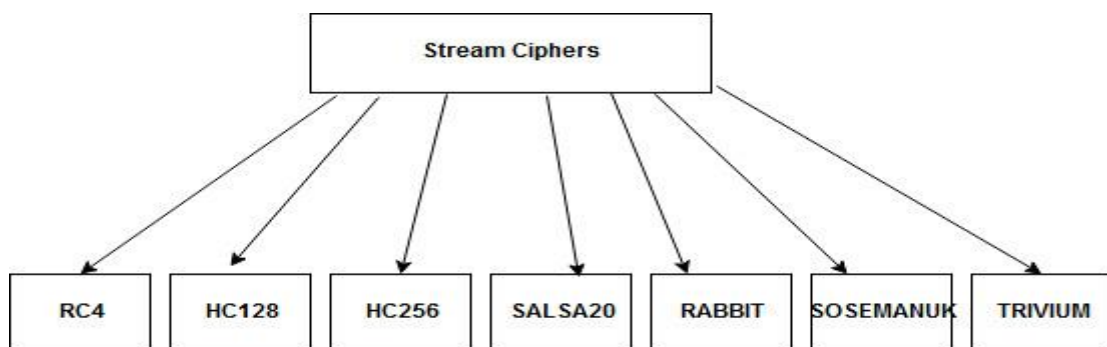 Stream Ciphers
RC4
HC128
HC256
SALSA20
RABBIT
SOSEMANUK
TRIVIUM